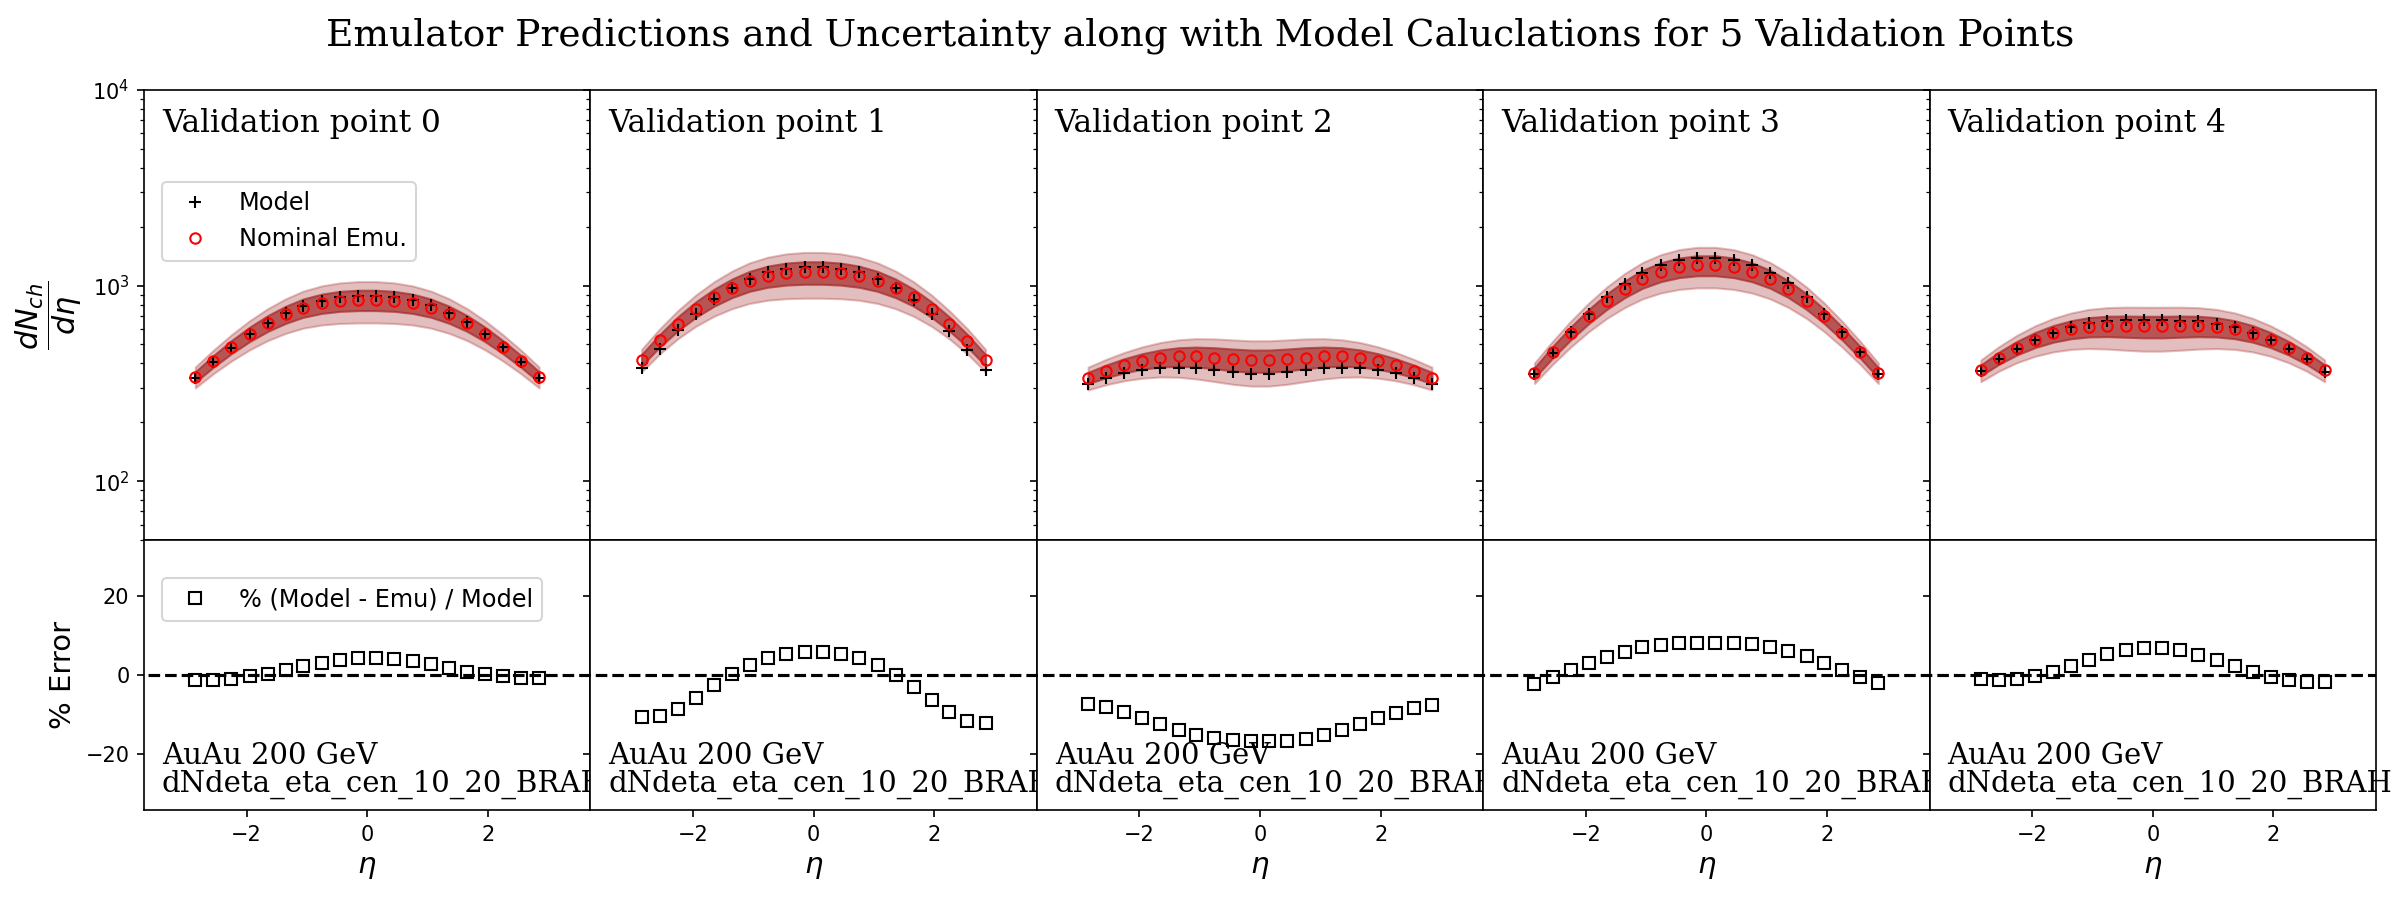 Emulator Predictions and Uncertainty along with Model Caluclations for 5 Validation Points
10^4
10^3
10^2
dN_ch
dη
Validation point 0
Model
Nominal Emu.
Validation point 1
Validation point 2
Validation point 3
Validation point 4
20
0
−20
% Error
% (Model - Emu) / Model
AuAu 200 GeV
dNdeta_eta_cen_10_20_BRAH
AuAu 200 GeV
dNdeta_eta_cen_10_20_BRAH
AuAu 200 GeV
dNdeta_eta_cen_10_20_BRAH
AuAu 200 GeV
dNdeta_eta_cen_10_20_BRAH
AuAu 200 GeV
dNdeta_eta_cen_10_20_BRAH
−2 0 2
−2 0 2
−2 0 2
−2 0 2
−2 0 2
η
η
η
η
η